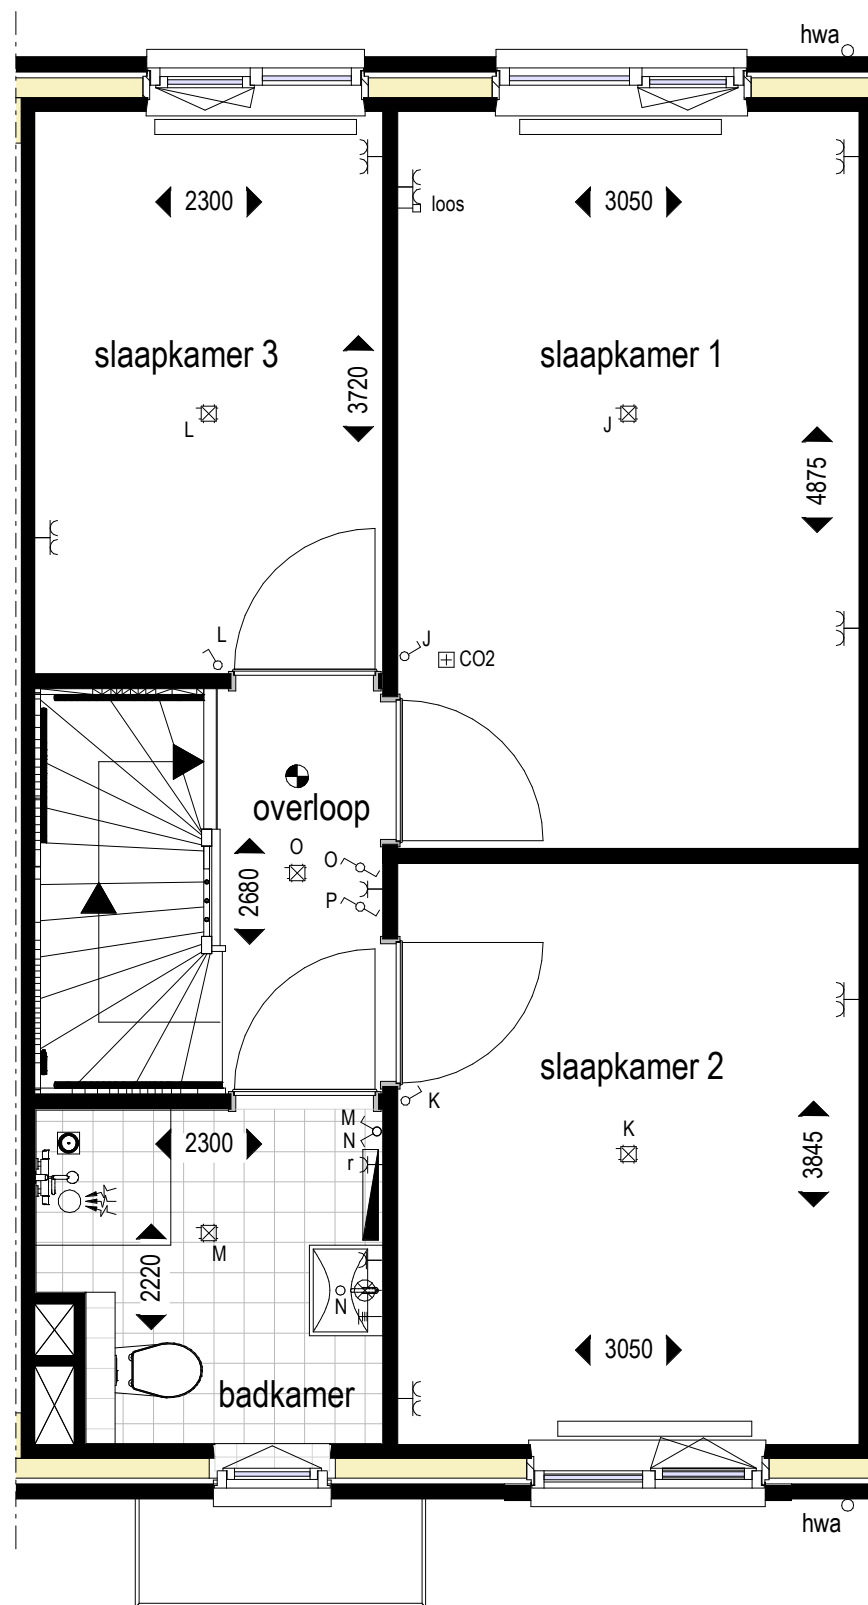 hwa
2300
3050
loos
slaapkamer 3
slaapkamer 1
3720
L
J
4875
L
J
CO2
overloop
O
O
2680
P
slaapkamer 2
K
M
N
2300
K
r
3845
M
2220
N
3050
badkamer
hwa